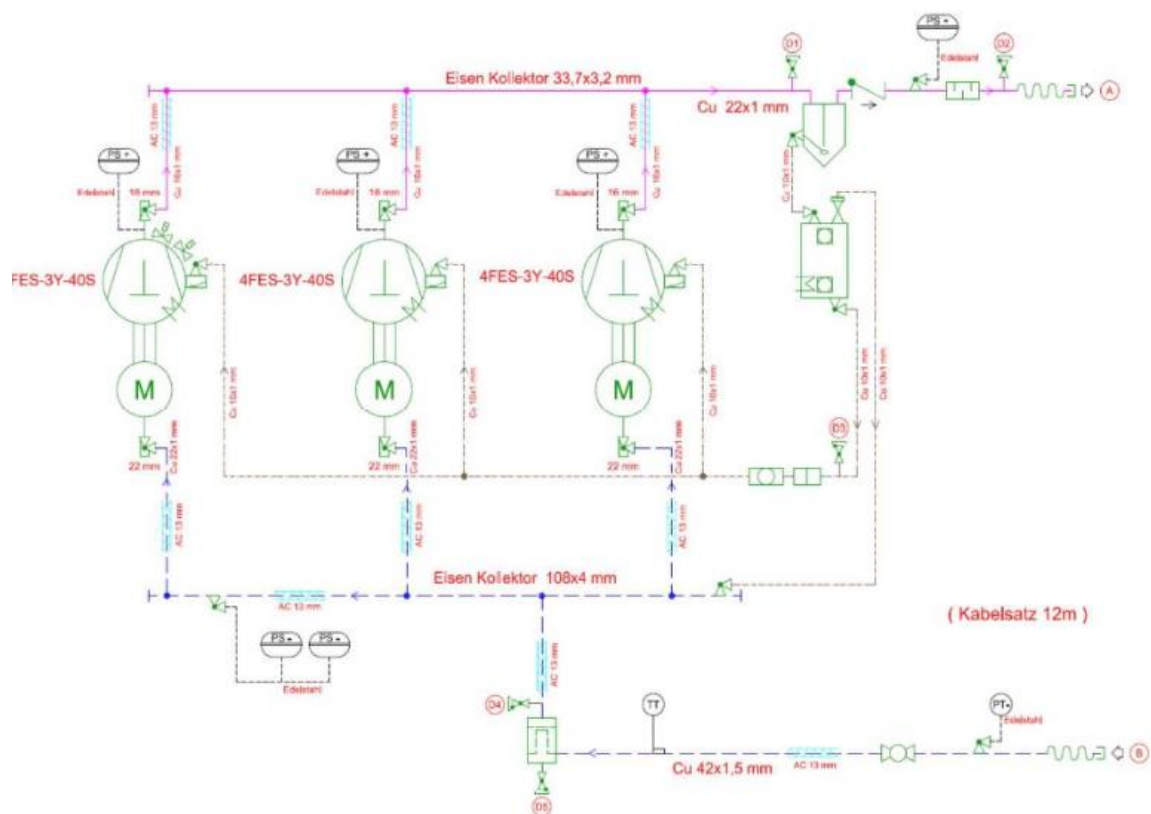 PS +
D1
D2
Edelstahl
Eisen Kollektor 33,7x3,2 mm
Cu 22x1 mm
A
AC 13 mm
AC 13 mm
AC 13 mm
PS +
PS +
PS +
Cu 16x1 mm
Cu 16x1 mm
Cu 16x1 mm
Cu 10x1 mm
Edelstahl
16 mm
Edelstahl
16 mm
Edelstahl
16 mm
4FES-3Y-40S
4FES-3Y-40S
4FES-3Y-40S
M
M
M
Cu 10x1 mm
Cu 10x1 mm
Cu 10x1 mm
Cu 10x1 mm
Cu 10x1 mm
Cu 22x1 mm
Cu 22x1 mm
Cu 22x1 mm
22 mm
22 mm
22 mm
AC 13 mm
AC 13 mm
AC 13 mm
Eisen Kollektor 108x4 mm
AC 13 mm
( Kabelsatz 12m )
PS -
PS -
Edelstahl
AC 13 mm
D4
TT
PT-
Edelstahl
Cu 42x1,5 mm
AC 13 mm
B
D5